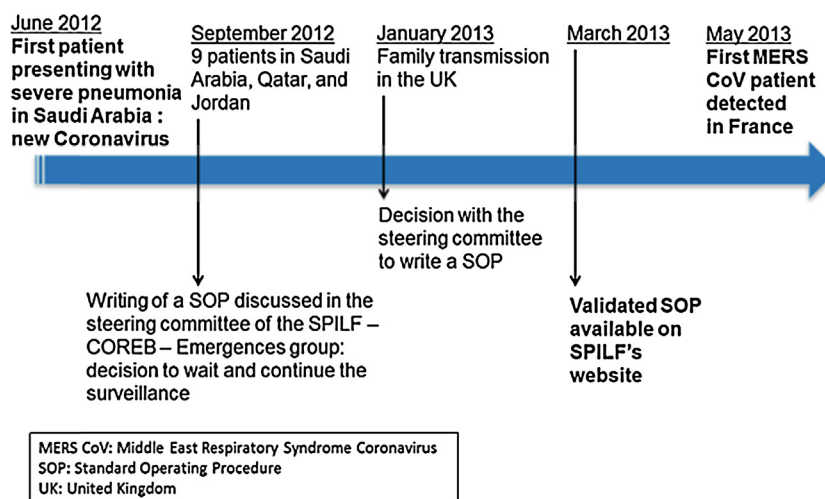 June 2012
First patient
presenting with
severe pneumonia
in Saudi Arabia :
new Coronavirus
September 2012
9 patients in Saudi
Arabia, Qatar, and
Jordan
January 2013
Family transmission
in the UK
March 2013
May 2013
First MERS
CoV patient
detected
in France
Decision with the
steering committee
to write a SOP
Writing of a SOP discussed in the
steering committee of the SPILF –
COREB – Emergences group:
decision to wait and continue the
surveillance
Validated SOP
available on
SPILF's
website
MERS CoV: Middle East Respiratory Syndrome Coronavirus
SOP: Standard Operating Procedure
UK: United Kingdom